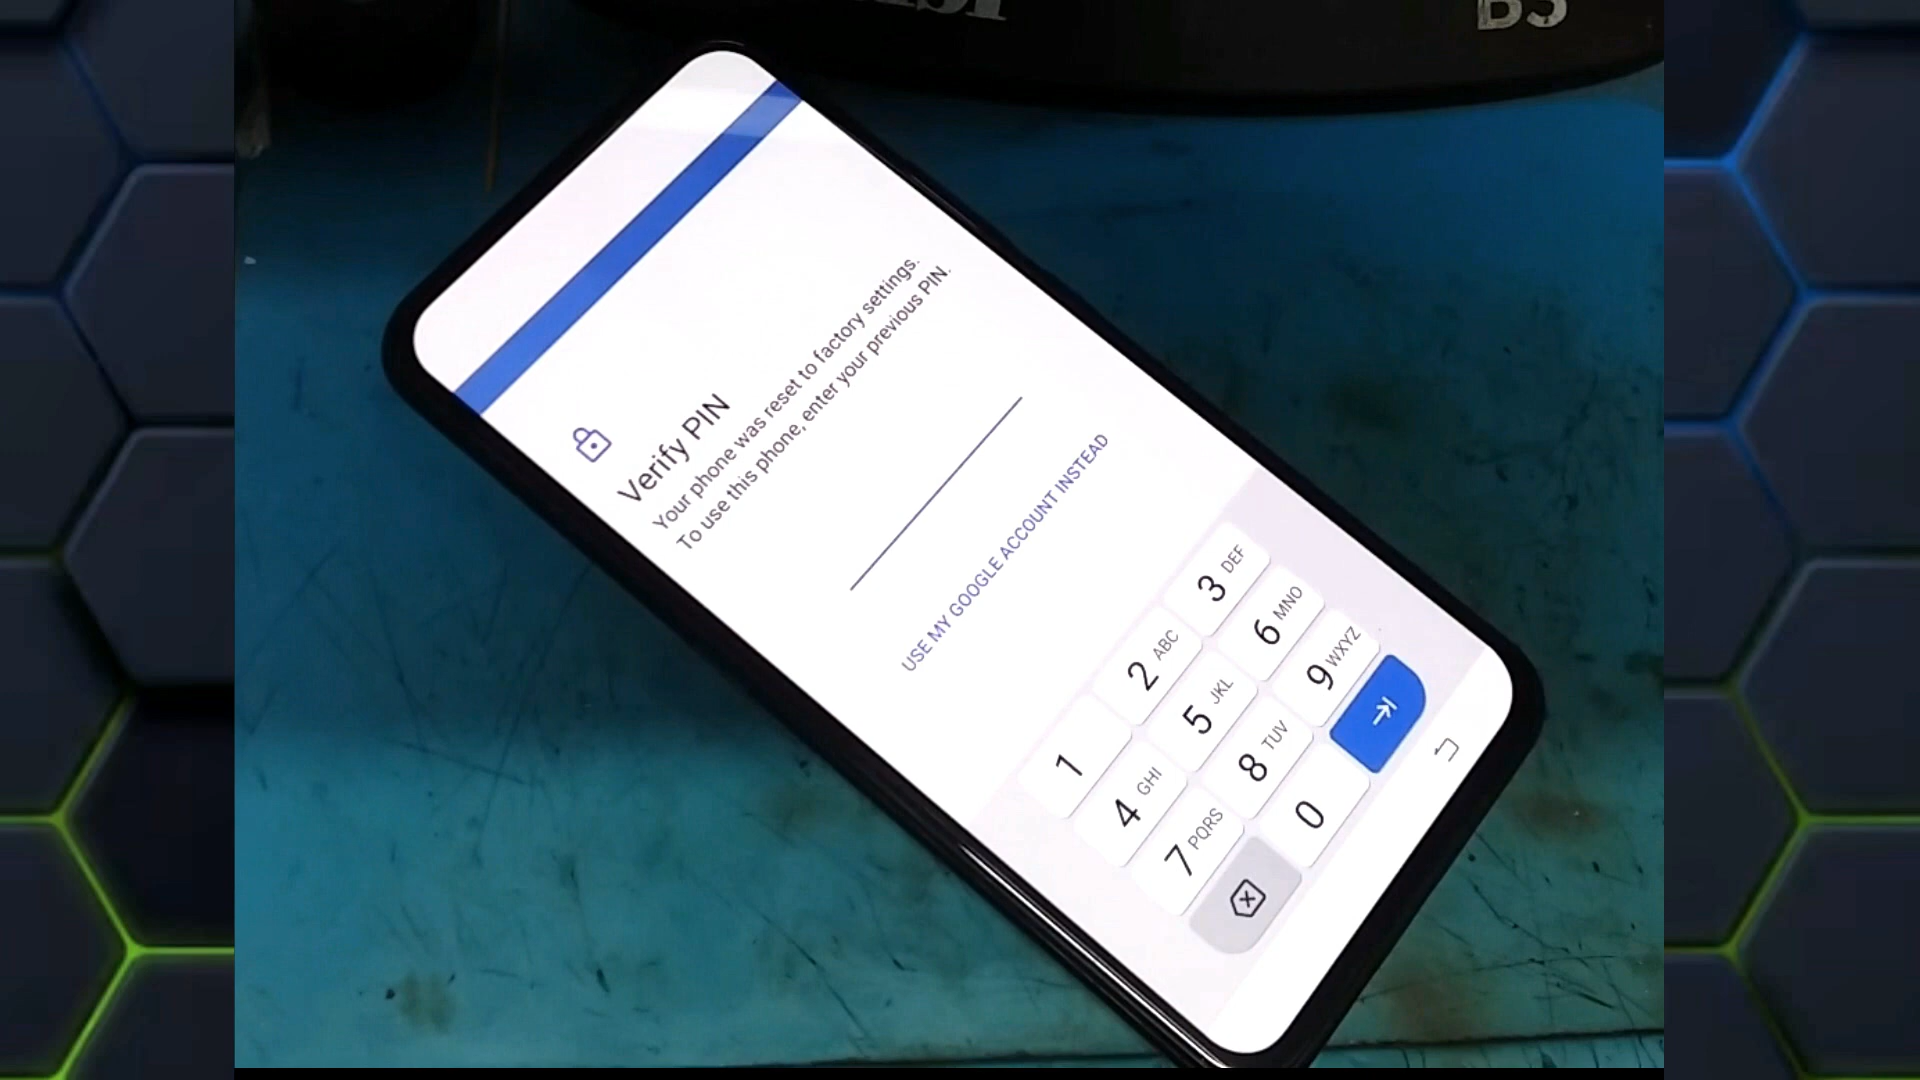 B3
Verify PIN
Your phone was reset to factory settings.
To use this phone, enter your previous PIN.
USE MY GOOGLE ACCOUNT INSTEAD
1
2 ABC
3 DEF
4 GHI
5 JKL
6 MNO
7 PQRS
8 TUV
9 WXYZ
0